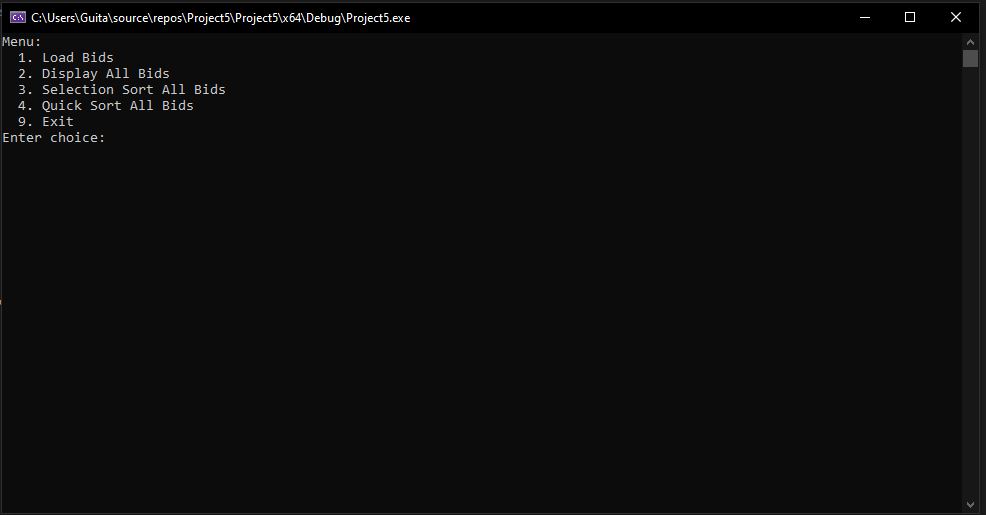 C:\Users\Guita\source\repos\Project5\Project5\x64\Debug\Project5.exe
Menu:
1. Load Bids
2. Display All Bids
3. Selection Sort All Bids
4. Quick Sort All Bids
9. Exit
Enter choice: